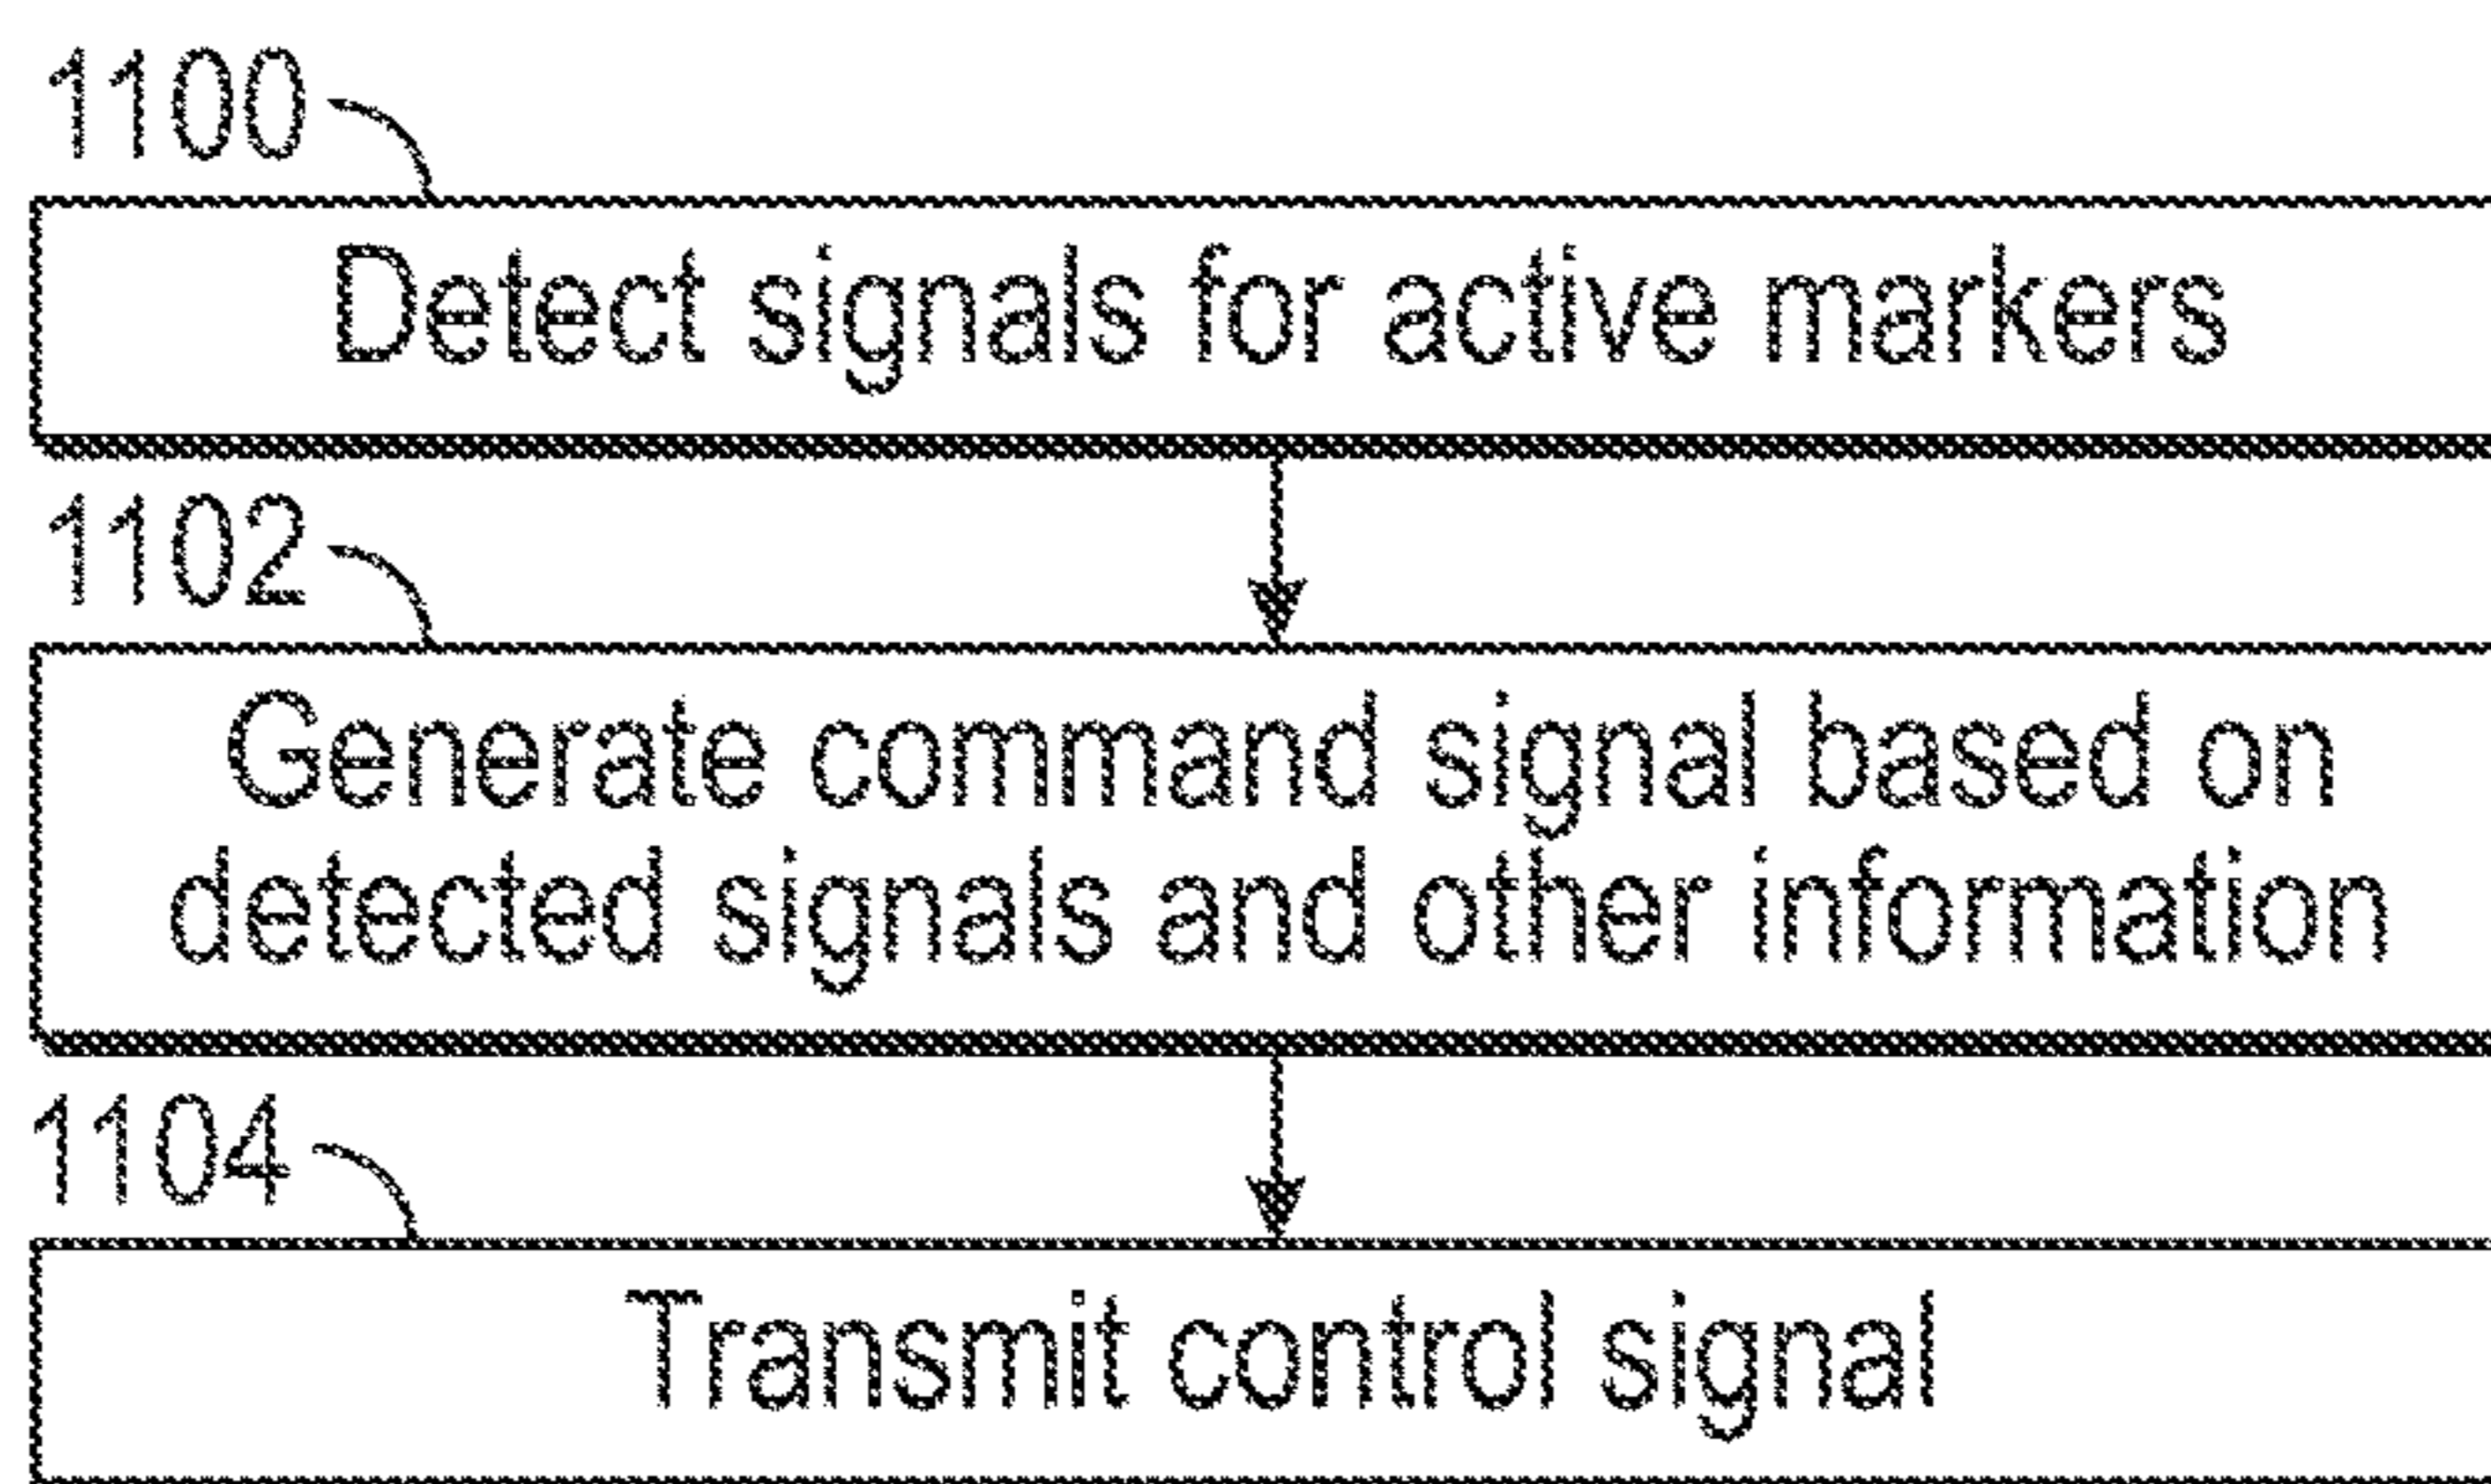 1100
Detect signals for active markers
1102
Generate command signal based on
detected signals and other information
1104
Transmit control signal